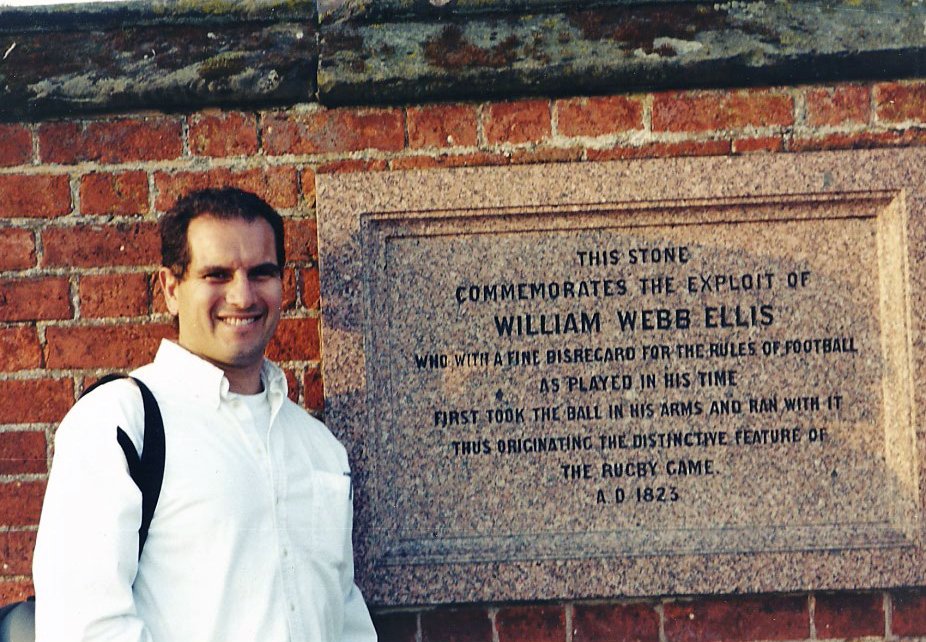 THIS STONE
COMMEMORATES THE EXPLOIT OF
WILLIAM WEBB ELLIS
WHO WITH A FINE DISREGARD FOR THE RULES OF FOOTBALL
AS PLAYED IN HIS TIME
FIRST TOOK THE BALL IN HIS ARMS AND RAN WITH IT
THUS ORIGINATING THE DISTINCTIVE FEATURE OF
THE RUGBY GAME.
A.D 1823